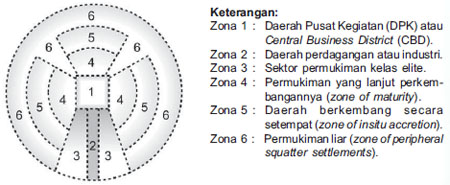 6
5
6 4 6
5 4 1 4 5
6 3 2 3 6
Keterangan:
Zona 1 : Daerah Pusat Kegiatan (DPK) atau
Central Business District (CBD).
Zona 2 : Daerah perdagangan atau industri.
Zona 3 : Sektor permukiman kelas elite.
Zona 4 : Permukiman yang lanjut perkem-
bangannya (zone of maturity).
Zona 5 : Daerah berkembang secara
setempat (zone of insitu accretion).
Zona 6 : Permukiman liar (zone of peripheral
squatter settlements).